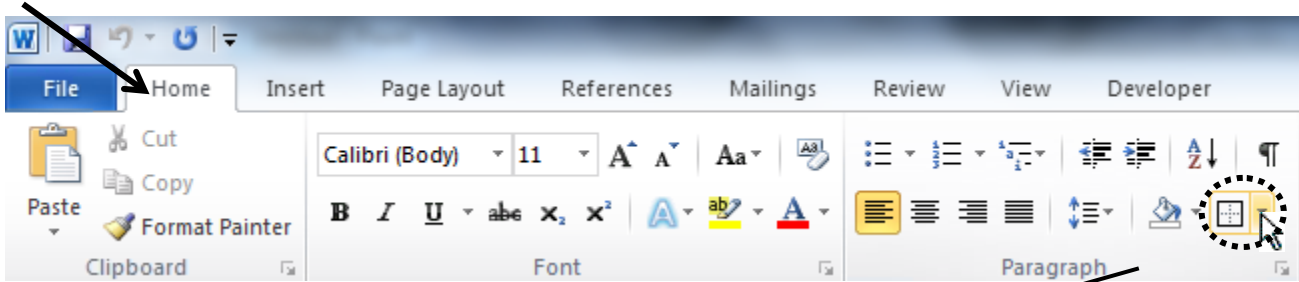 W
File Home Insert Page Layout References Mailings Review View Developer
Cut
Copy
Paste
Format Painter
Calibri (Body) 11 A A Aa
B I U abc x₂ x² A ab A
A Z
Clipboard Font Paragraph